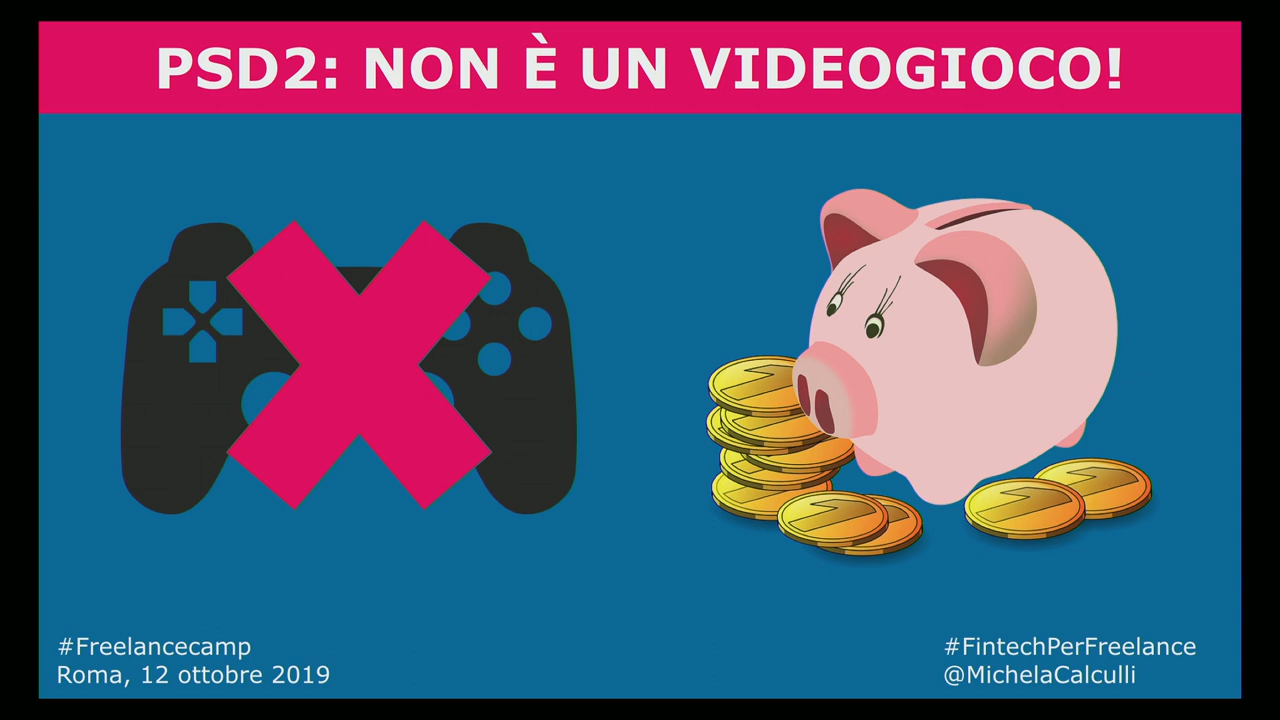 PSD2: NON È UN VIDEOGIOCO!
#Freelancecamp
Roma, 12 ottobre 2019
#FintechPerFreelance
@MichelaCalculli